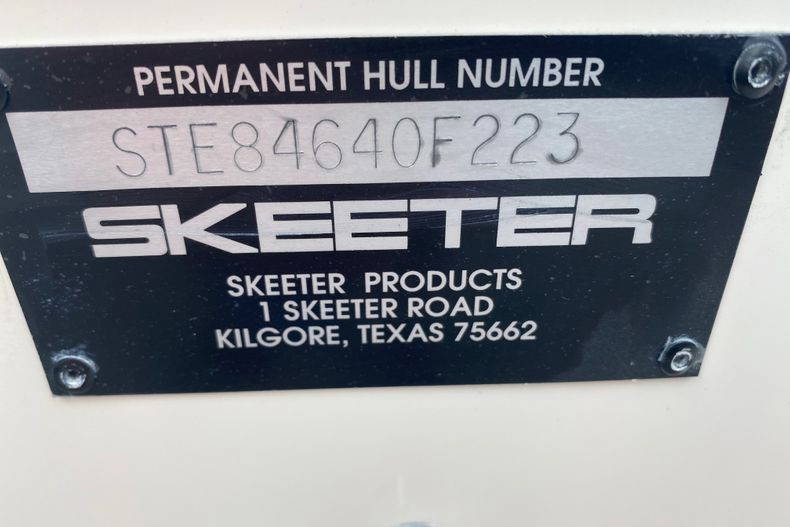 PERMANENT HULL NUMBER
STE84640F223
SKEETER
SKEETER PRODUCTS
1 SKEETER ROAD
KILGORE, TEXAS 75662